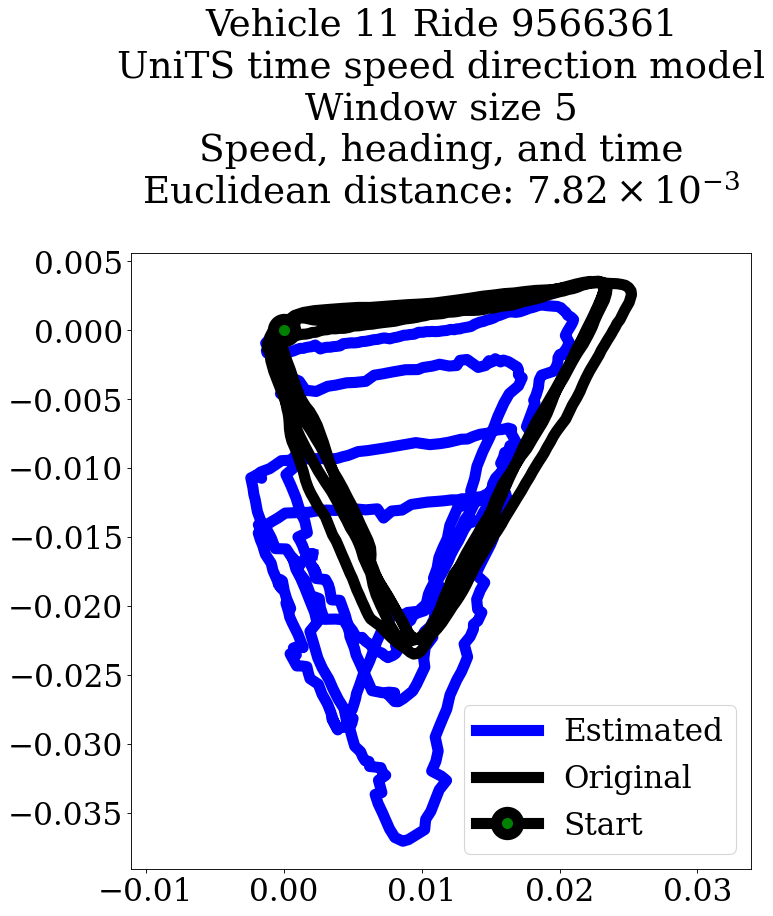 Vehicle 11 Ride 9566361
UniTS time speed direction model
Window size 5
Speed, heading, and time
Euclidean distance: 7.82 × 10⁻³
0.005
0.000
−0.005
−0.010
−0.015
−0.020
−0.025
−0.030
−0.035
Estimated
Original
Start
−0.01 0.00 0.01 0.02 0.03